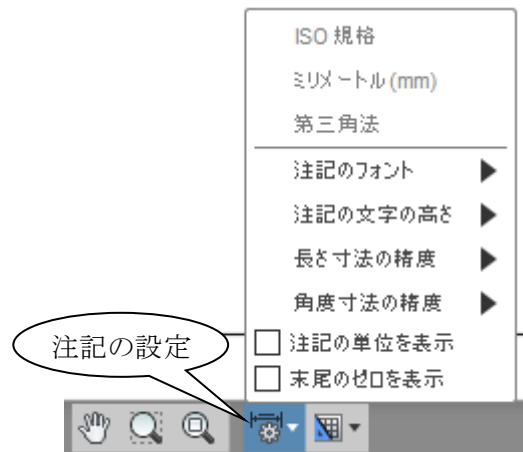 ISO 規格
ミリメートル(mm)
第三角法
注記のフォント
注記の文字の高さ
長さ寸法の精度
角度寸法の精度
注記の単位を表示
末尾のゼロを表示
注記の設定